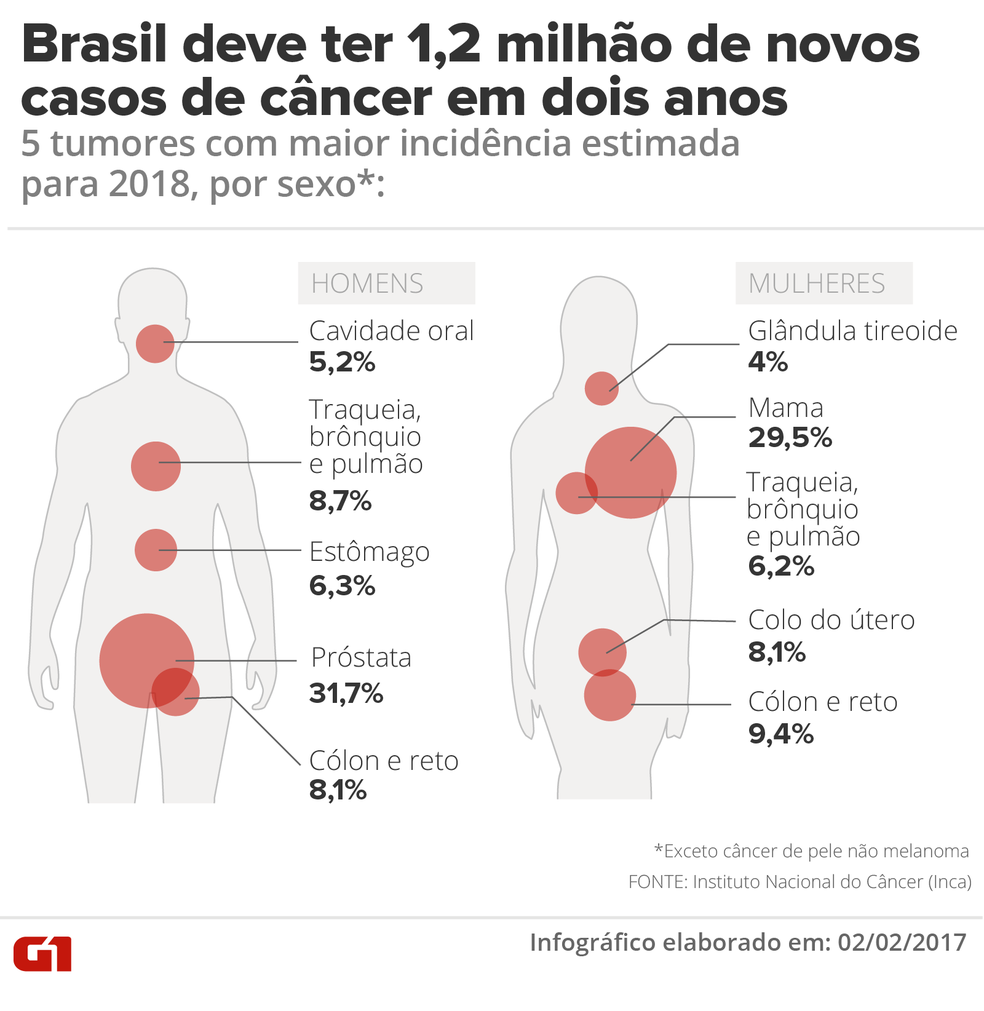 Brasil deve ter 1,2 milhão de novos
casos de câncer em dois anos
5 tumores com maior incidência estimada
para 2018, por sexo*:
HOMENS
Cavidade oral
5,2%
Traqueia,
brônquio
e pulmão
8,7%
Estômago
6,3%
Próstata
31,7%
Cólon e reto
8,1%
MULHERES
Glândula tireoide
4%
Mama
29,5%
Traqueia,
brônquio
e pulmão
6,2%
Colo do útero
8,1%
Cólon e reto
9,4%
*Exceto câncer de pele não melanoma
FONTE: Instituto Nacional do Câncer (Inca)
G1
Infográfico elaborado em: 02/02/2017